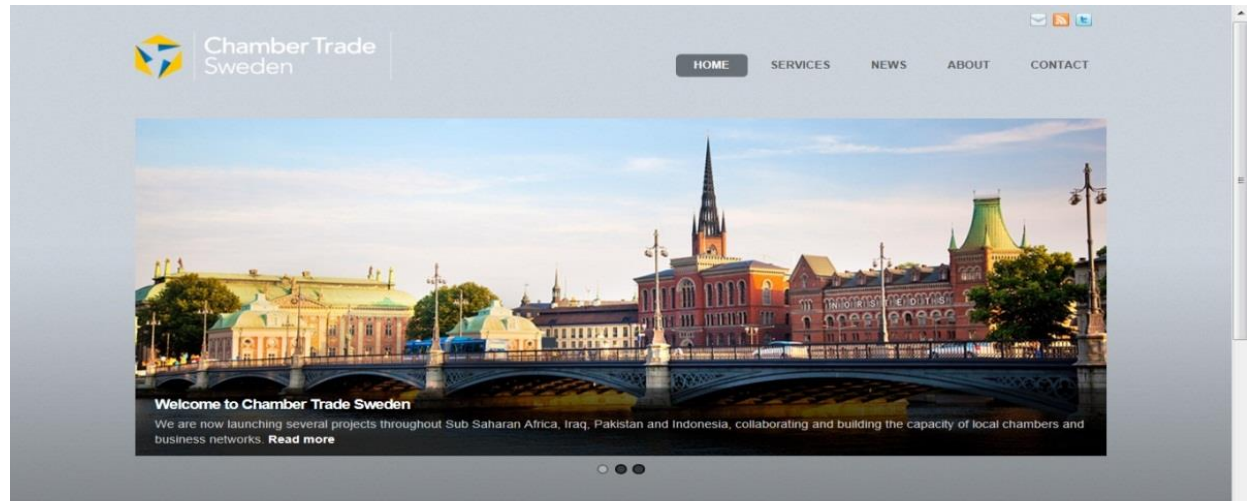 Chamber Trade
Sweden
HOME SERVICES NEWS ABOUT CONTACT
NORSTEDTS
Welcome to Chamber Trade Sweden
We are now launching several projects throughout Sub Saharan Africa, Iraq, Pakistan and Indonesia, collaborating and building the capacity of local chambers and
business networks. Read more